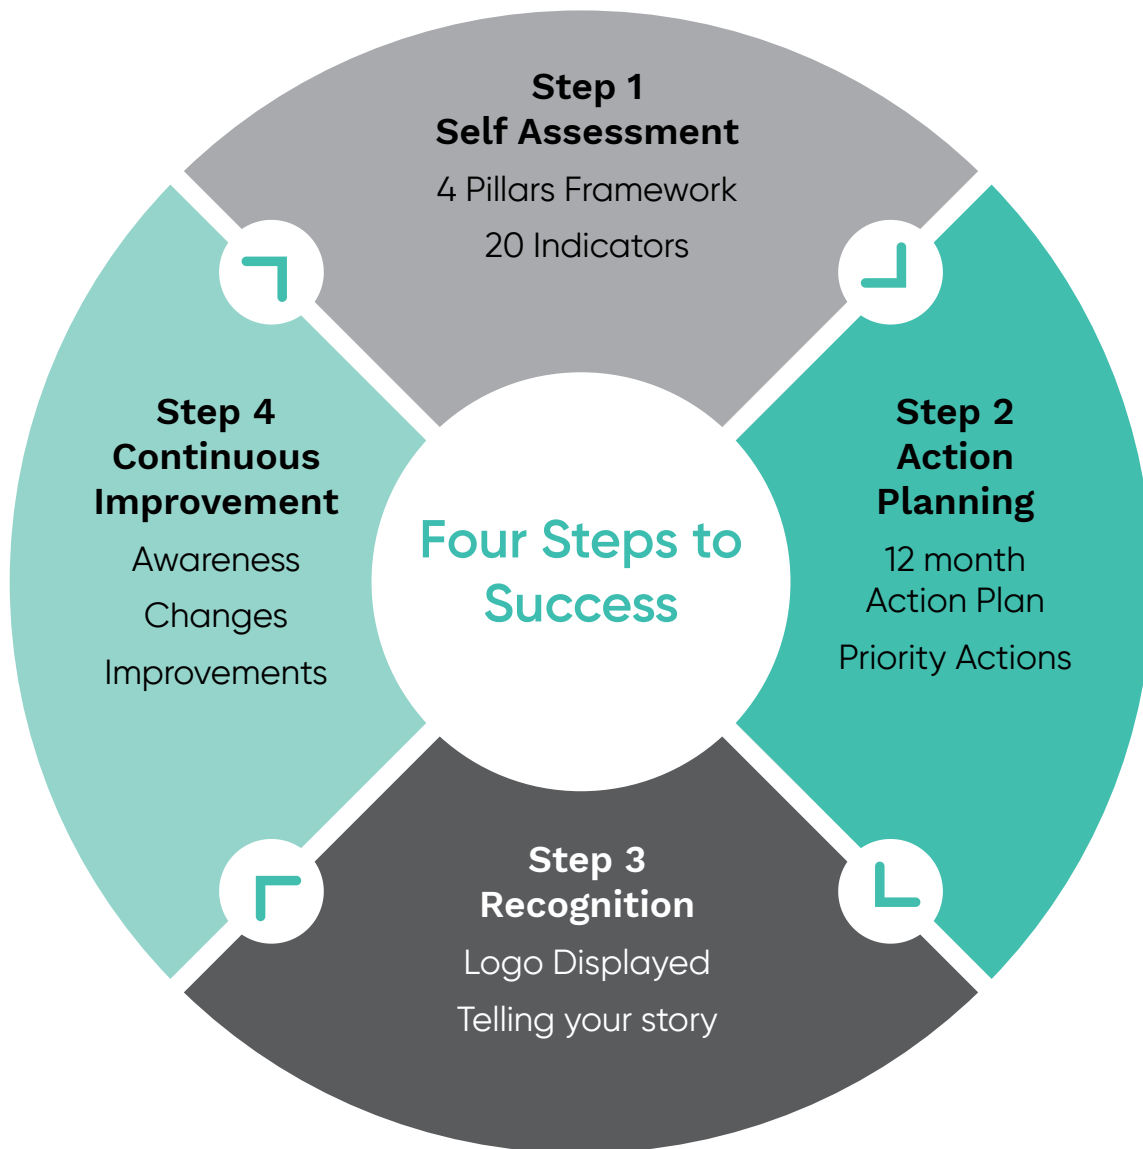 Step 1
Self Assessment
4 Pillars Framework
20 Indicators
Step 2
Action
Planning
12 month
Action Plan
Priority Actions
Step 3
Recognition
Logo Displayed
Telling your story
Step 4
Continuous
Improvement
Awareness
Changes
Improvements
Four Steps to
Success